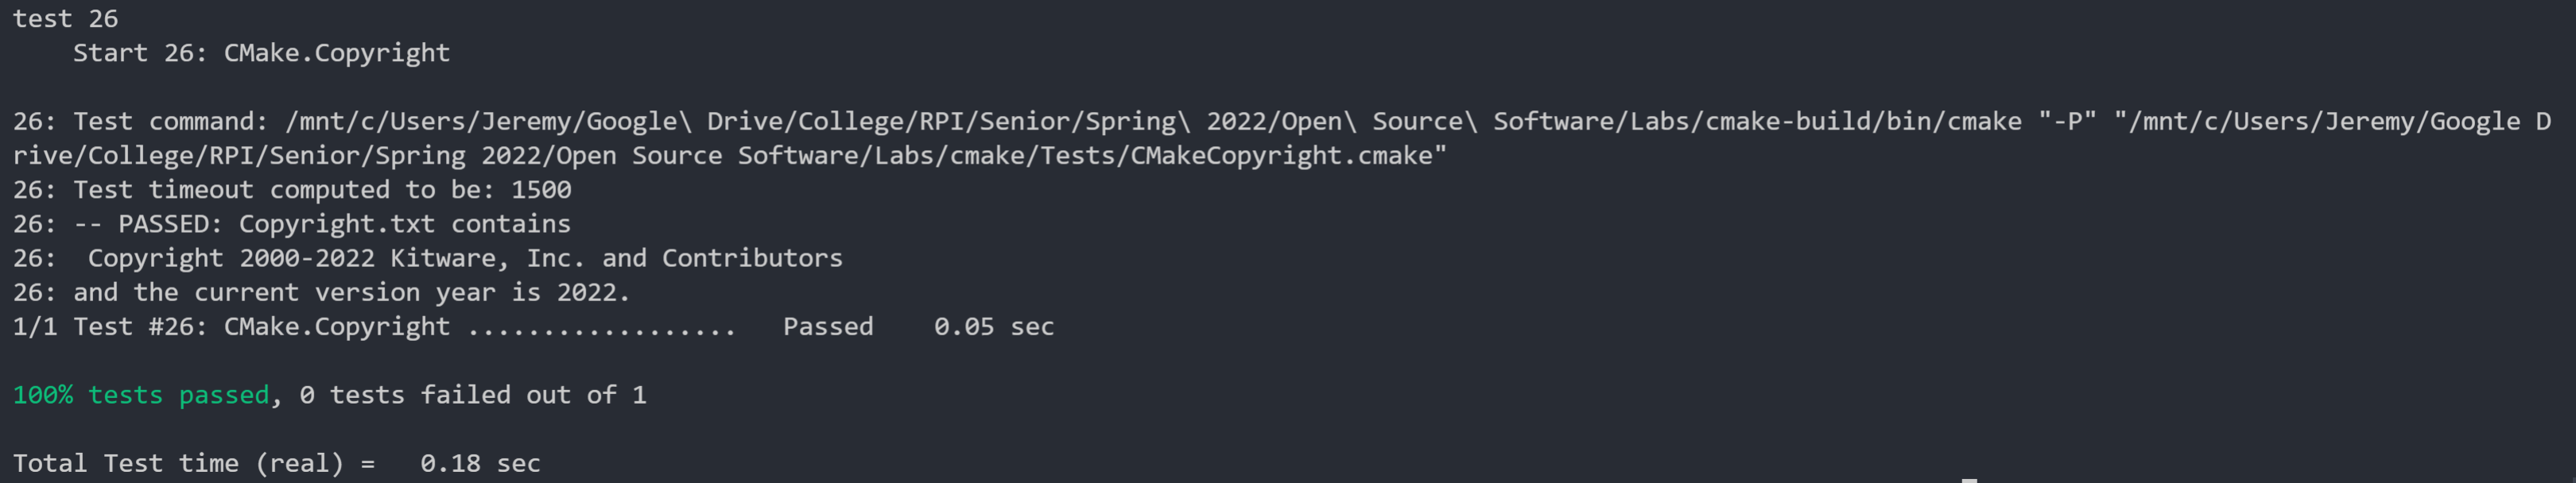 test 26
    Start 26: CMake.Copyright

26: Test command: /mnt/c/Users/Jeremy/Google\ Drive/College/RPI/Senior/Spring\ 2022/Open\ Source\ Software/Labs/cmake-build/bin/cmake "-P" "/mnt/c/Users/Jeremy/Google D
rive/College/RPI/Senior/Spring 2022/Open Source Software/Labs/cmake/Tests/CMakeCopyright.cmake"
26: Test timeout computed to be: 1500
26: -- PASSED: Copyright.txt contains
26:  Copyright 2000-2022 Kitware, Inc. and Contributors
26: and the current version year is 2022.
1/1 Test #26: CMake.Copyright ..................   Passed    0.05 sec

100% tests passed, 0 tests failed out of 1

Total Test time (real) =   0.18 sec